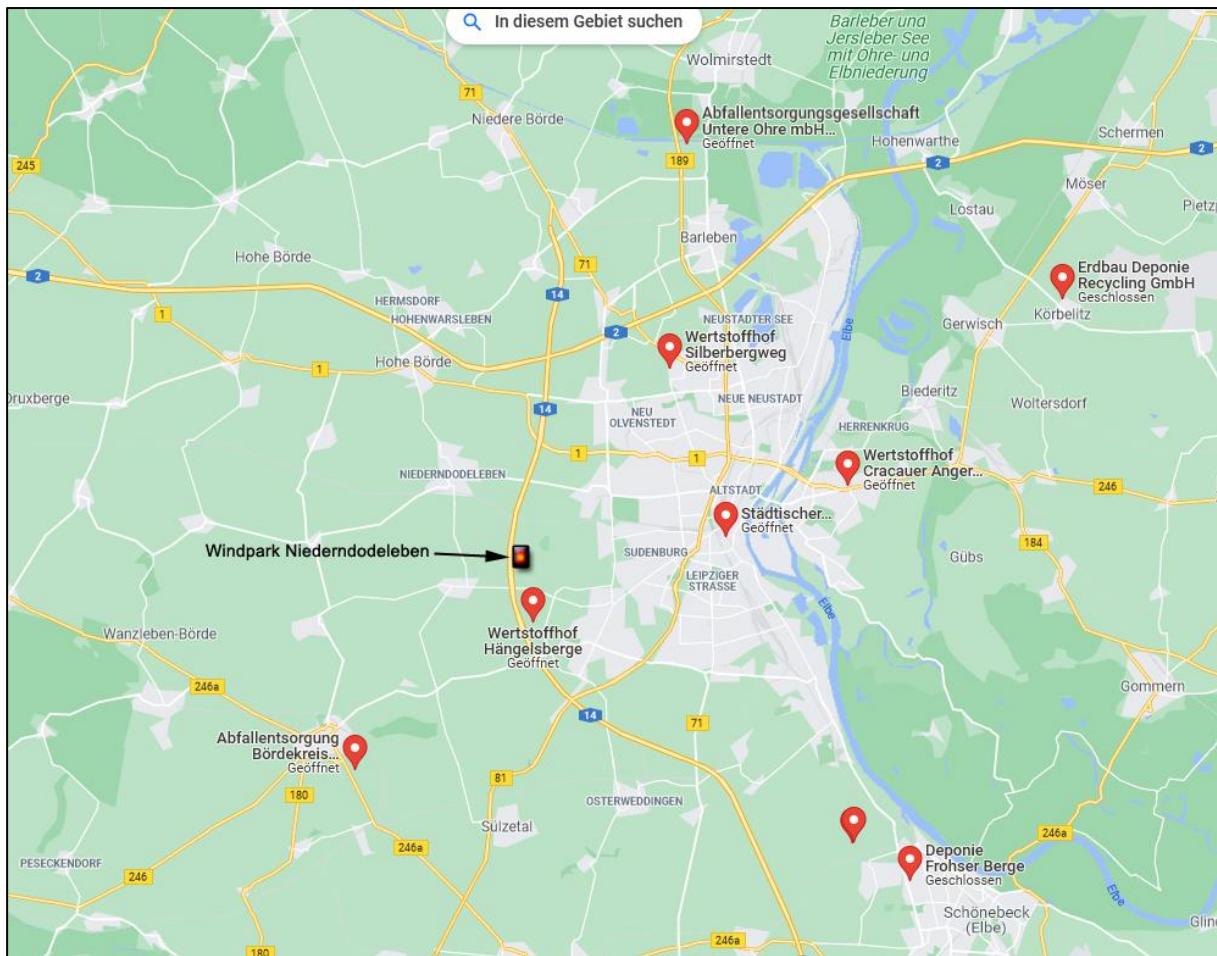 In diesem Gebiet suchen
Barleber und
Jersleber See
mit Ohre- und
Elbniederung
Wolmirstedt
71
Niedere Börde
Abfallentsorgungsgesellschaft
Untere Ohre mbH...
Geöffnet
Hohenwarthe
Schermen
2
2
245
189
Möser
Lostau
Barleben
Hohe Börde
71
2
14
Erdbau Deponie
Recycling GmbH
Geschlossen
Körbelitz
HERMSDORF
HOHENWARSLEBEN
1
NEUSTÄDTER SEE
Gerwisch
2
Wertstoffhof
Silberbergweg
Geöffnet
Hohe Börde
1
Biederitz
Woltersdorf
14
NEUE NEUSTADT
NEU
OLVENSTEDT
HERRENKRUG
1
1
Wertstoffhof
Cracauer Anger...
Geöffnet
NIEDERNDODELEBEN
246
ALTSTADT
Städtischer...
Geöffnet
184
Windpark Niederndodeleben
SUDENBURG
Gübs
LEIPZIGER
STRASSE
Elbe
Elbe
Wanzleben-Börde
Wertstoffhof
Hängelsberge
Geöffnet
246a
Gommern
14
71
Abfallentsorgung
Bördekreis...
Geöffnet
81
180
OSTERWEDDINGEN
Sülzetal
246a
246a
PESECKENDORF
246
Deponie
Frohser Berge
Geschlossen
Elbe
Schönebeck
(Elbe)
246a
180